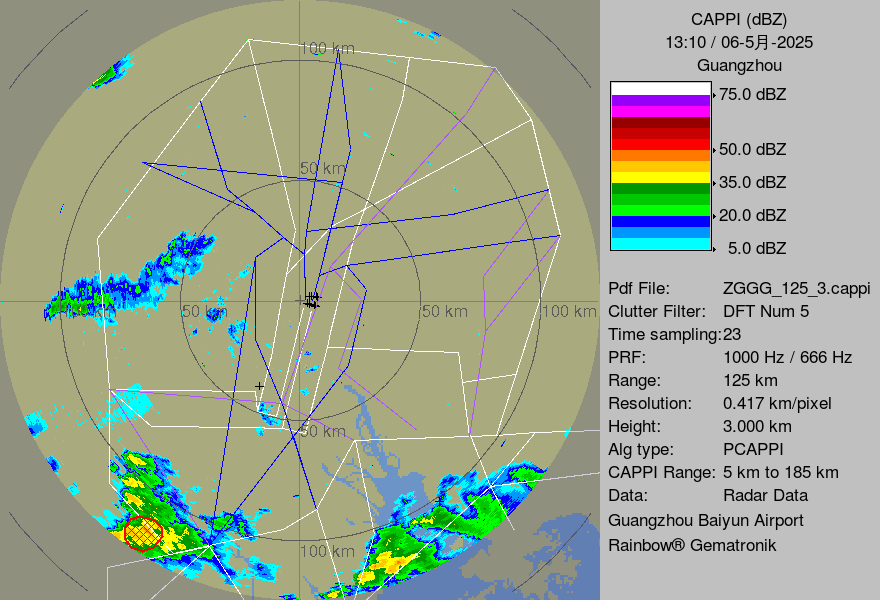 CAPPI (dBZ)
13:10 / 06-5月-2025
Guangzhou
75.0 dBZ
50.0 dBZ
35.0 dBZ
20.0 dBZ
5.0 dBZ
Pdf File: ZGGG_125_3.cappi
Clutter Filter: DFT Num 5
Time sampling:23
PRF: 1000 Hz / 666 Hz
Range: 125 km
Resolution: 0.417 km/pixel
Height: 3.000 km
Alg type: PCAPPI
CAPPI Range: 5 km to 185 km
Data: Radar Data
Guangzhou Baiyun Airport
Rainbow® Gematronik
100 km
50 km
50 km
50 km
100 km
50 km
100 km